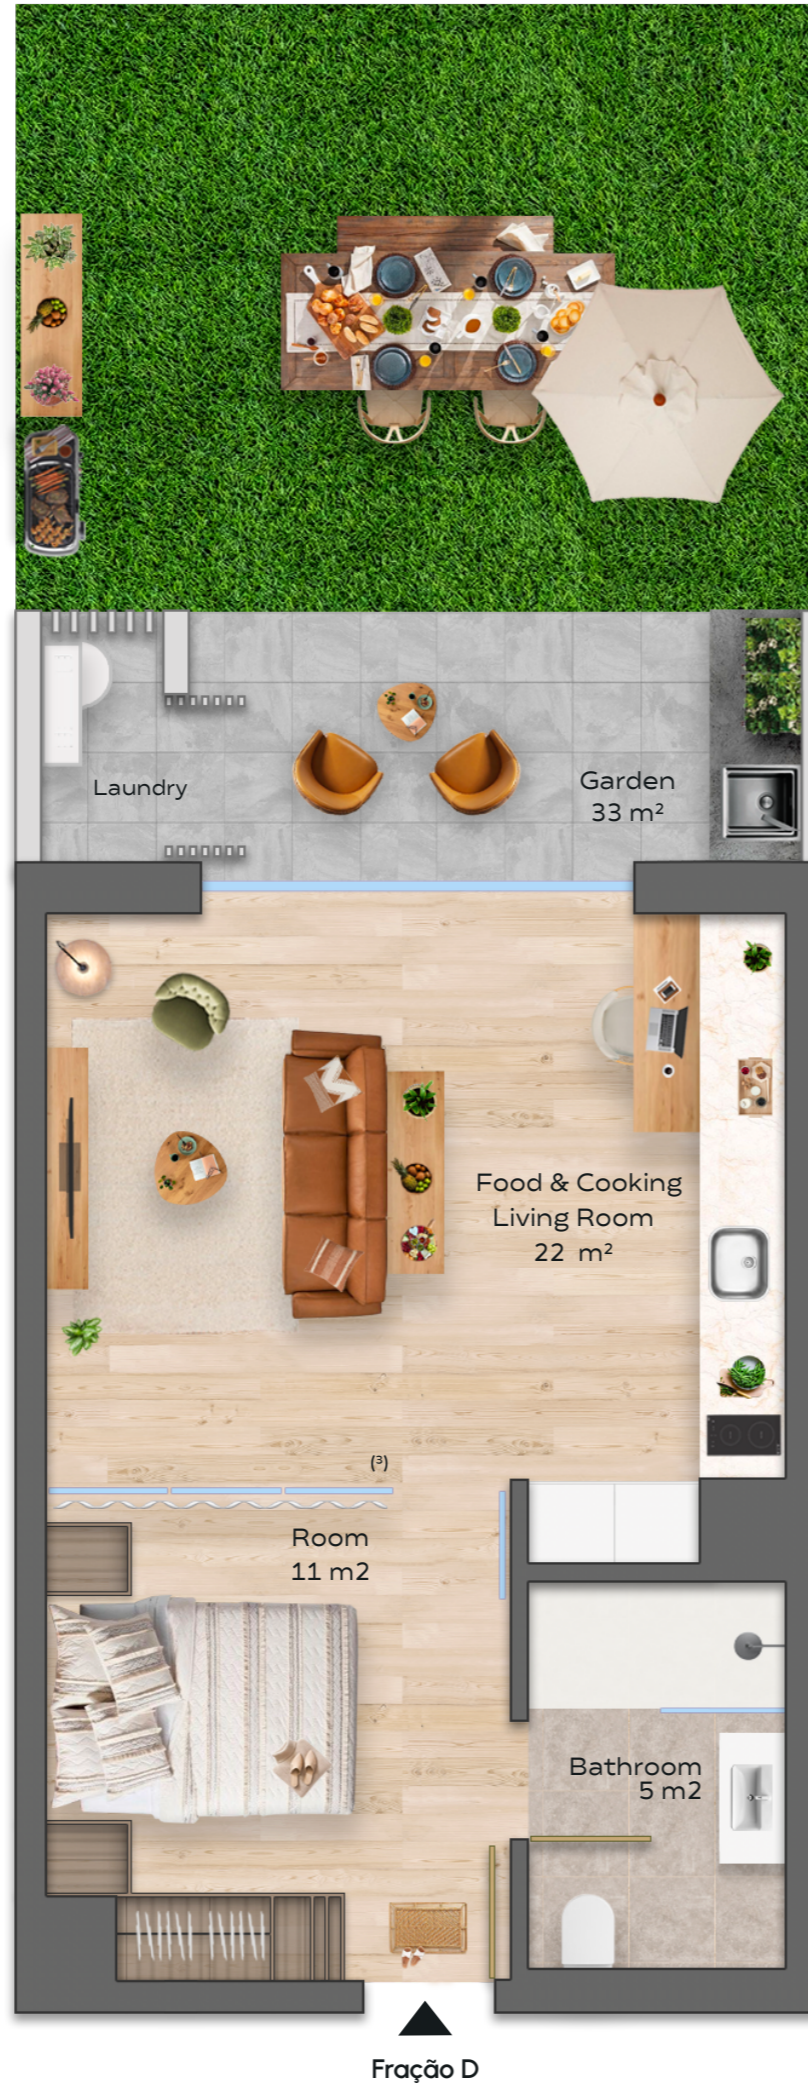 Laundry
Garden
33 m²
Food & Cooking
Living Room
22 m²
(3)
Room
11 m2
Bathroom
5 m2
Fração D